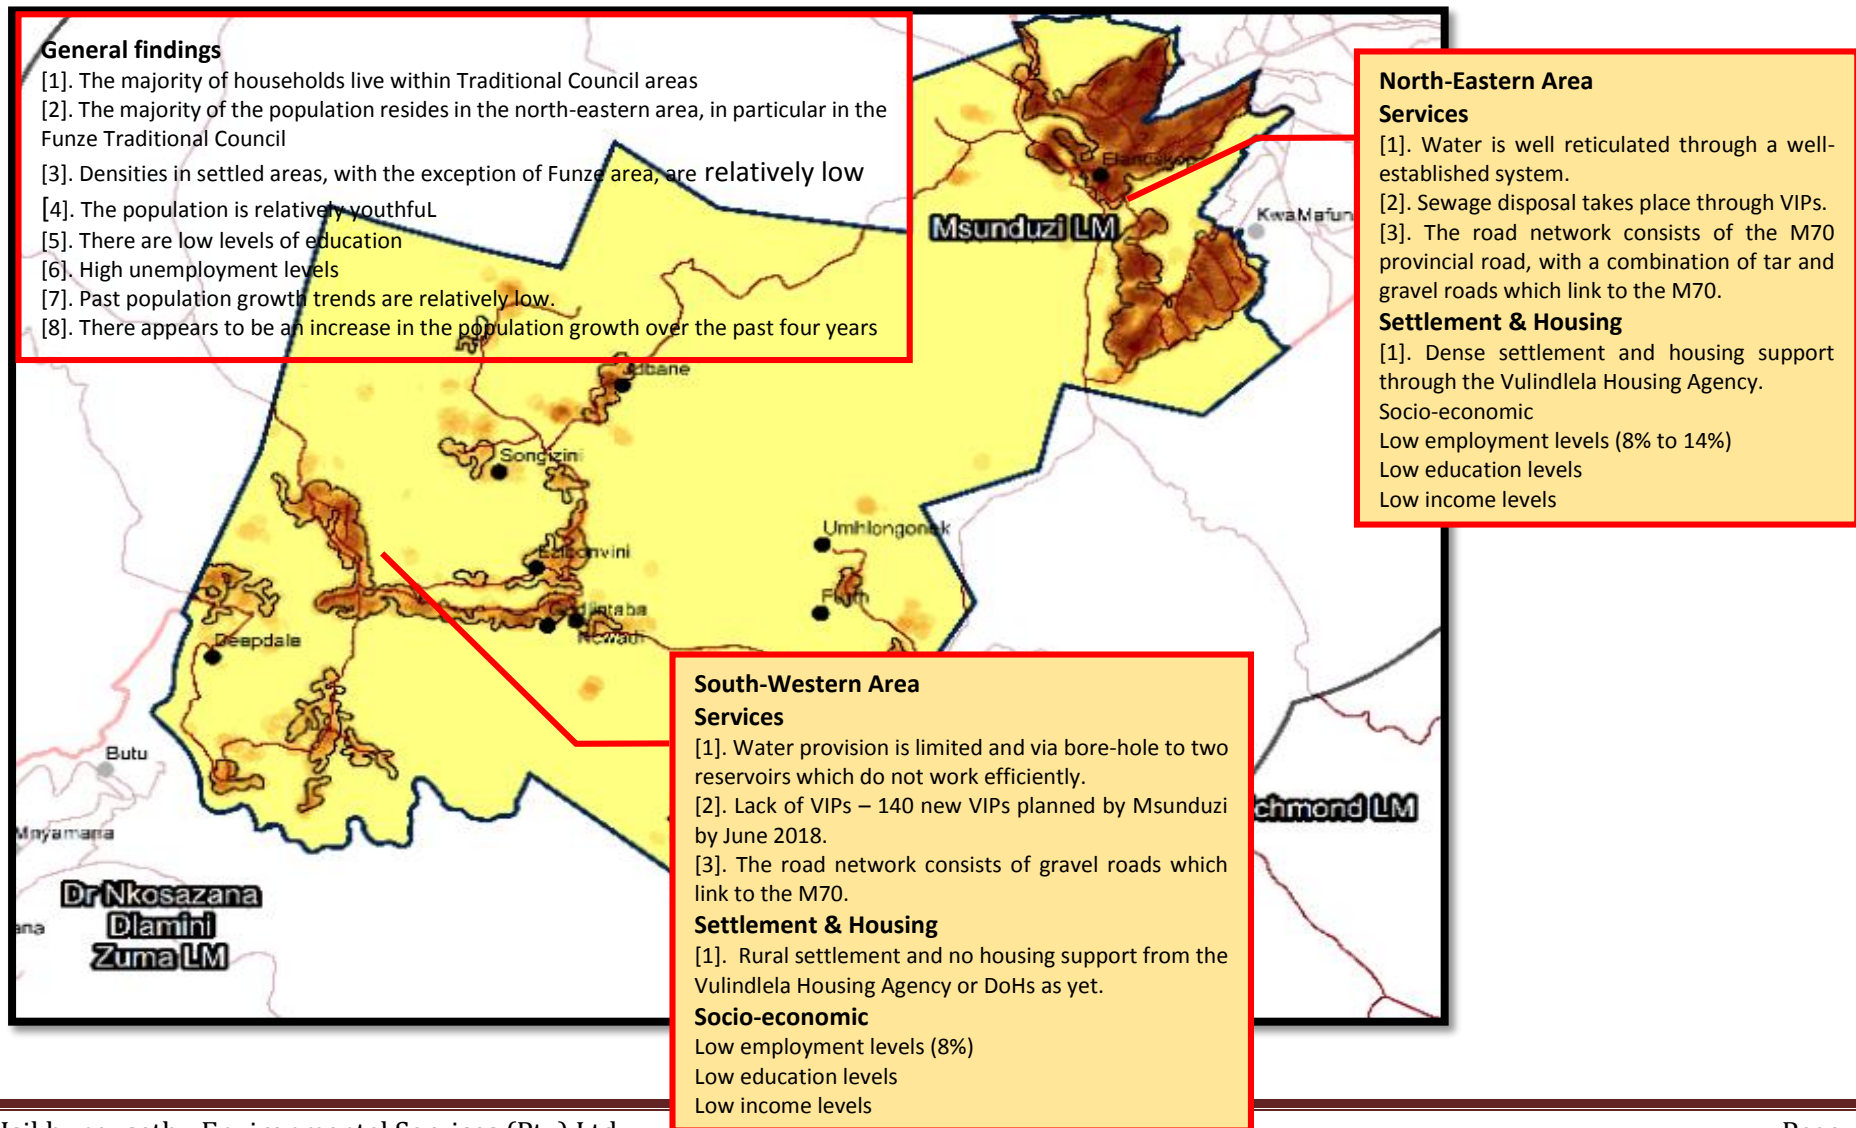 General findings
[1]. The majority of households live within Traditional Council areas
[2]. The majority of the population resides in the north-eastern area, in particular in the
Funze Traditional Council
[3]. Densities in settled areas, with the exception of Funze area, are relatively low
[4]. The population is relatively youthfuL
[5]. There are low levels of education
[6]. High unemployment levels
[7]. Past population growth trends are relatively low.
[8]. There appears to be an increase in the population growth over the past four years
North-Eastern Area
Services
[1]. Water is well reticulated through a well-
established system.
[2]. Sewage disposal takes place through VIPs.
[3]. The road network consists of the M70
provincial road, with a combination of tar and
gravel roads which link to the M70.
Settlement & Housing
[1]. Dense settlement and housing support
through the Vulindlela Housing Agency.
Socio-economic
Low employment levels (8% to 14%)
Low education levels
Low income levels
Elandskop
Msunduzi LM
KwaMafun
Songizini
Umhlongonek
Deepdale
Butu
Mnyamana
Dr Nkosazana
Dlamini
Zuma LM
ana
chmond LM
South-Western Area
Services
[1]. Water provision is limited and via bore-hole to two
reservoirs which do not work efficiently.
[2]. Lack of VIPs – 140 new VIPs planned by Msunduzi
by June 2018.
[3]. The road network consists of gravel roads which
link to the M70.
Settlement & Housing
[1]. Rural settlement and no housing support from the
Vulindlela Housing Agency or DoHs as yet.
Socio-economic
Low employment levels (8%)
Low education levels
Low income levels